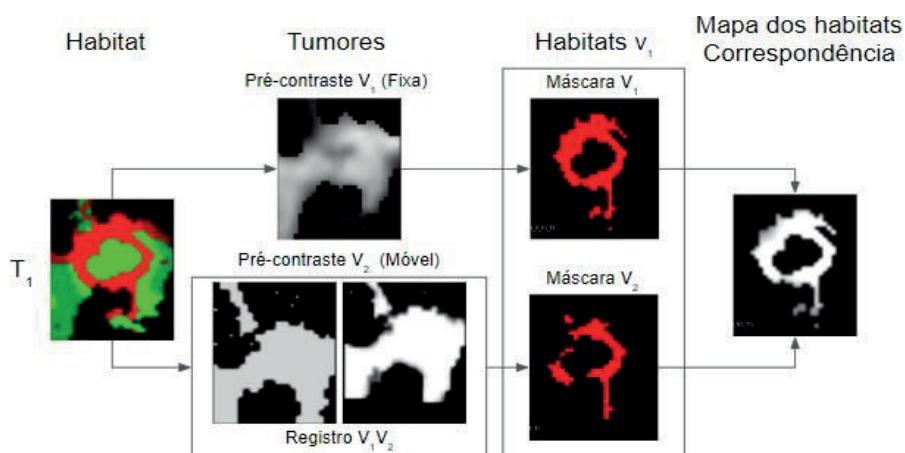 Habitat
Tumores
Habitats V1
Mapa dos habitats
Correspondência
Pré-contraste V1 (Fixa)
Máscara V1
T1
Pré-contraste V2 (Móvel)
Máscara V2
Registro V1V2